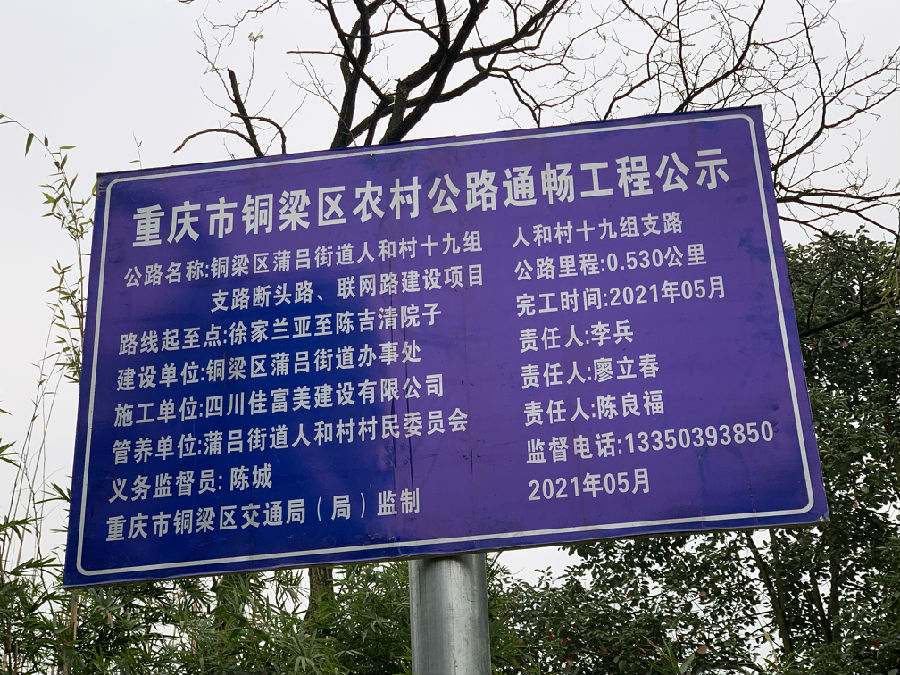 重庆市铜梁区农村公路通畅工程公示
公路名称:铜梁区蒲吕街道人和村十九组 人和村十九组支路
支路断头路、联网路建设项目 公路里程:0.530公里
路线起至点:徐家兰亚至陈吉清院子 完工时间:2021年05月
建设单位:铜梁区蒲吕街道办事处 责任人:李兵
施工单位:四川佳富美建设有限公司 责任人:廖立春
管养单位:蒲吕街道人和村村民委员会 责任人:陈良福
义务监督员:陈城 监督电话:13350393850
重庆市铜梁区交通局(局)监制 2021年05月